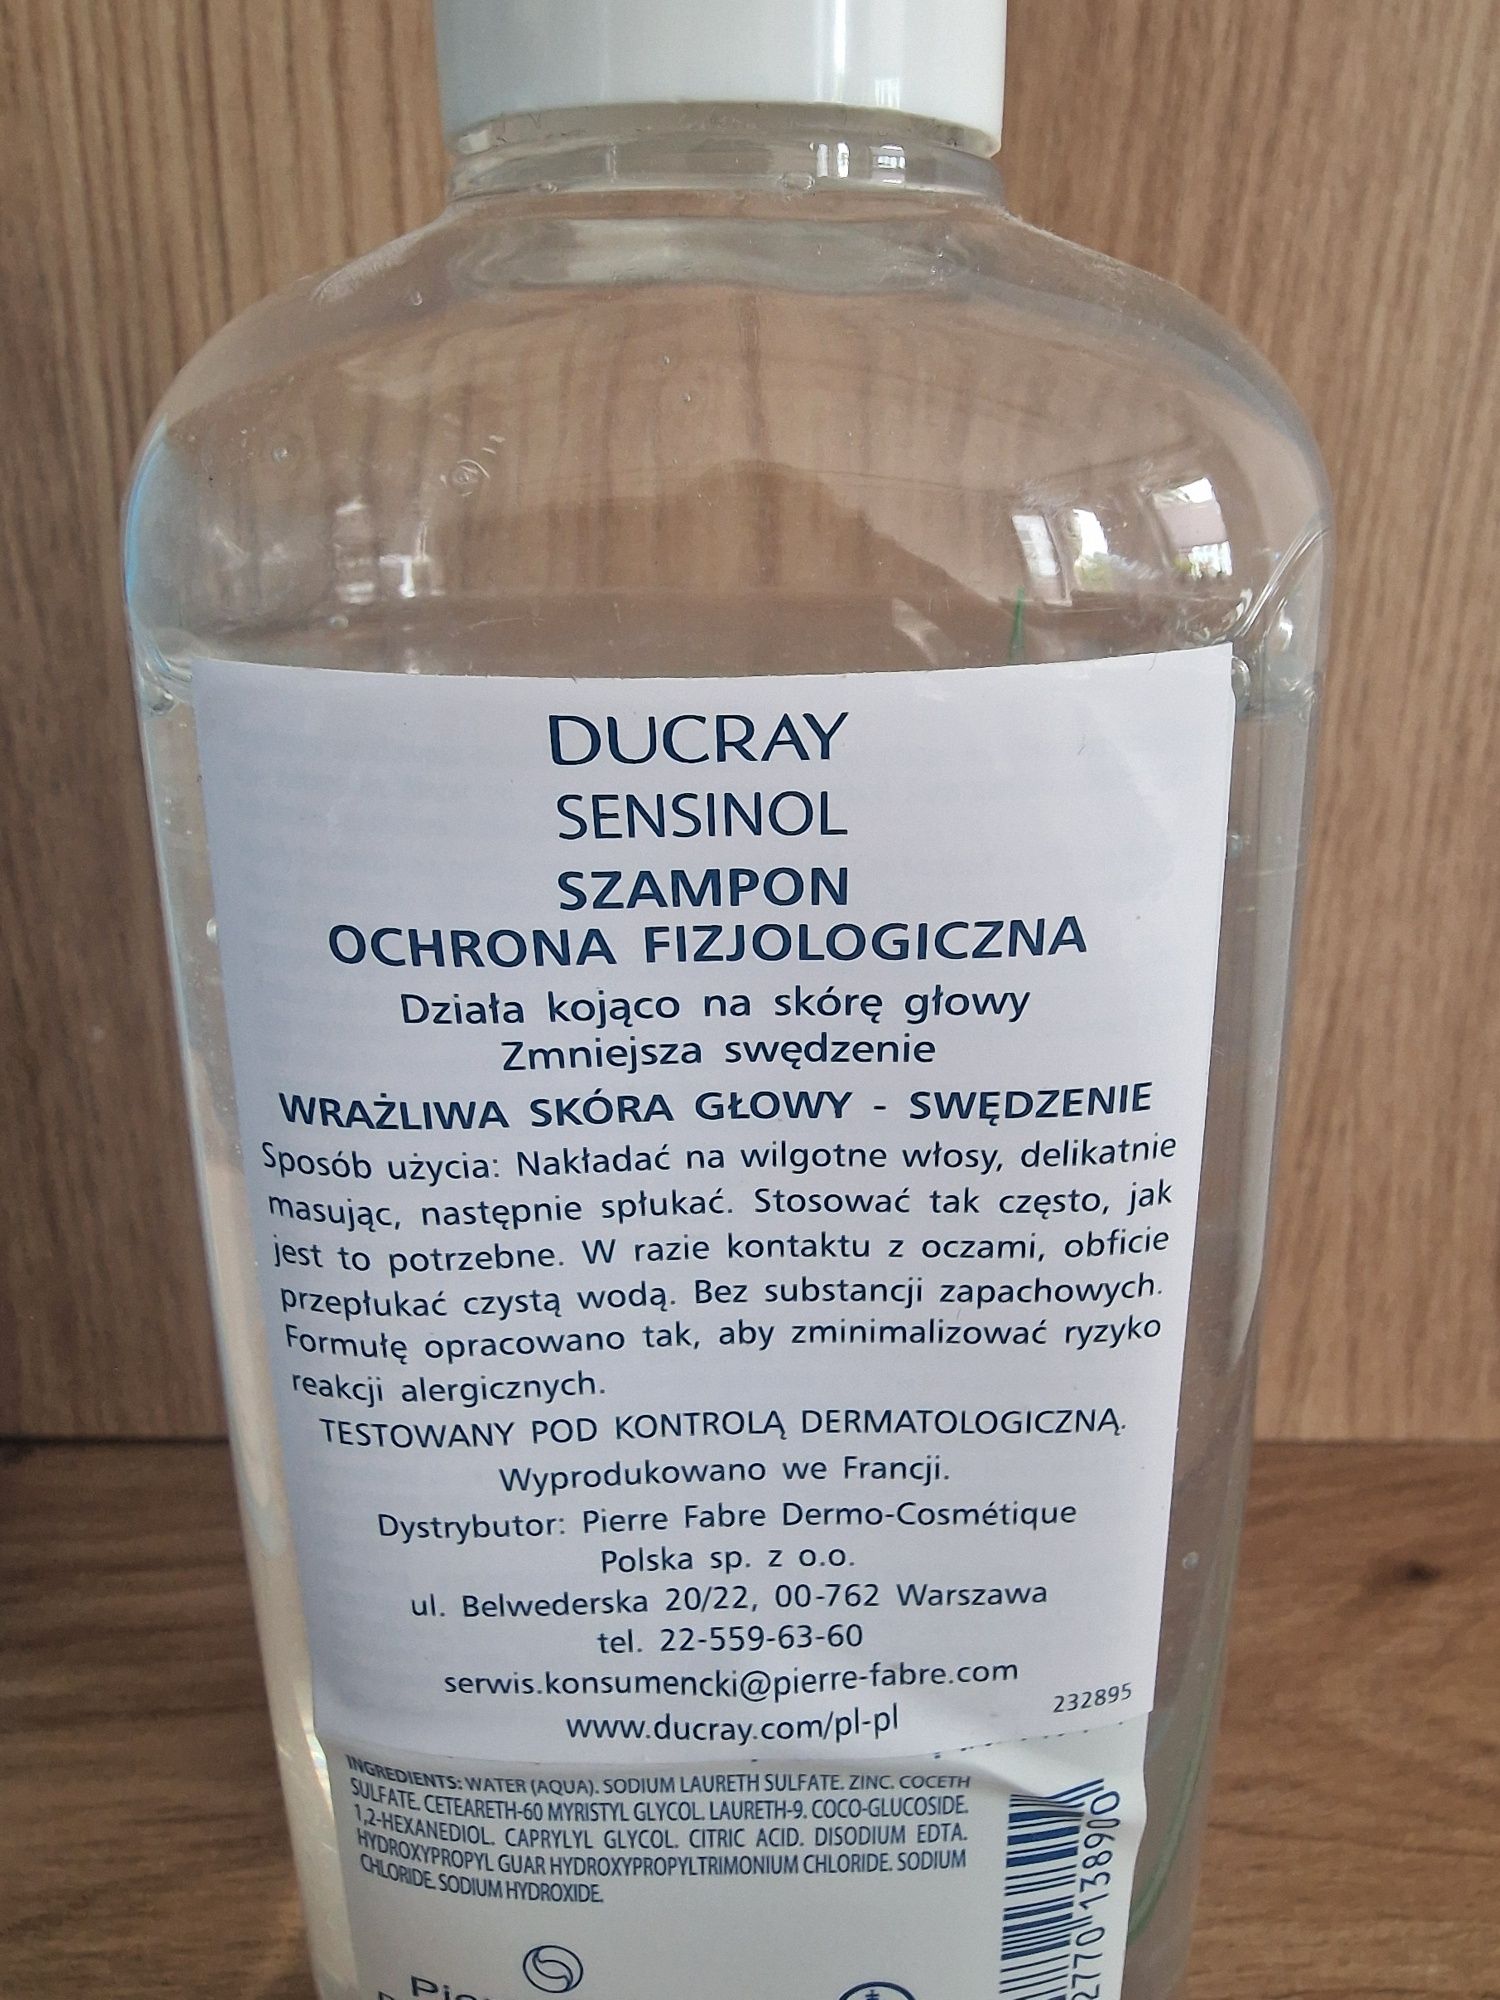 DUCRAY
SENSINOL
SZAMPON
OCHRONA FIZJOLOGICZNA
Działa kojąco na skórę głowy
Zmniejsza swędzenie
WRAŻLIWA SKÓRA GŁOWY - SWĘDZENIE
Sposób użycia: Nakładać na wilgotne włosy, delikatnie
masując, następnie spłukać. Stosować tak często, jak
jest to potrzebne. W razie kontaktu z oczami, obficie
przepłukać czystą wodą. Bez substancji zapachowych.
Formułę opracowano tak, aby zminimalizować ryzyko
reakcji alergicznych.
TESTOWANY POD KONTROLĄ DERMATOLOGICZNĄ.
Wyprodukowano we Francji.
Dystrybutor: Pierre Fabre Dermo-Cosmétique
Polska sp. z o.o.
ul. Belwederska 20/22, 00-762 Warszawa
tel. 22-559-63-60
serwis.konsumencki@pierre-fabre.com
www.ducray.com/pl-pl
232895
INGREDIENTS: WATER (AQUA). SODIUM LAURETH SULFATE. ZINC. COCETH
SULFATE. CETEARETH-60 MYRISTYL GLYCOL. LAURETH-9. COCO-GLUCOSIDE.
1,2-HEXANEDIOL. CAPRYLYL GLYCOL. CITRIC ACID. DISODIUM EDTA.
HYDROXYPROPYL GUAR HYDROXYPROPYLTRIMONIUM CHLORIDE. SODIUM
CHLORIDE. SODIUM HYDROXIDE.
2770 138900